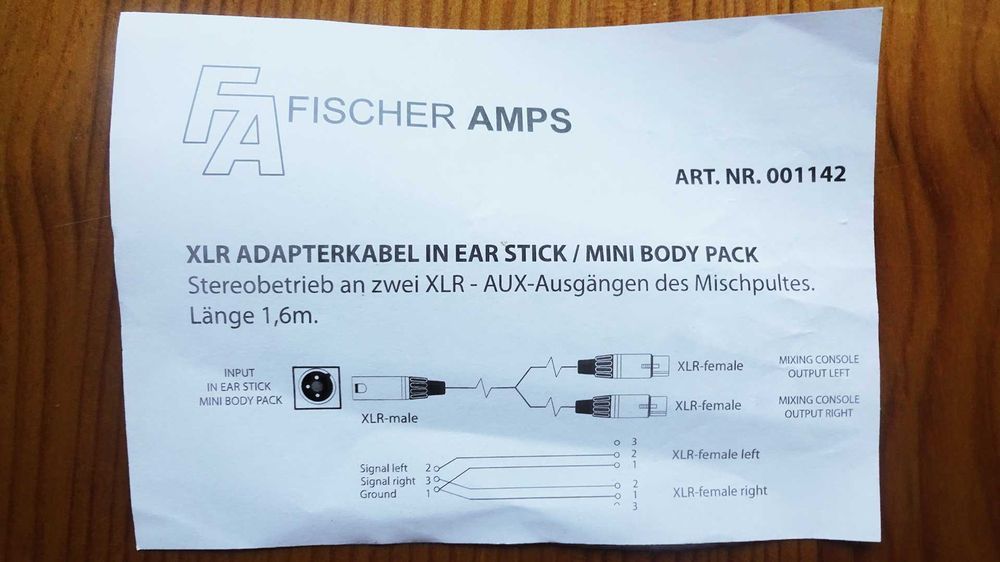 FA FISCHER AMPS
ART. NR. 001142
XLR ADAPTERKABEL IN EAR STICK / MINI BODY PACK
Stereobetrieb an zwei XLR - AUX-Ausgängen des Mischpultes.
Länge 1,6m.
INPUT
IN EAR STICK
MINI BODY PACK
XLR-male
XLR-female
MIXING CONSOLE
OUTPUT LEFT
XLR-female
MIXING CONSOLE
OUTPUT RIGHT
Signal left 2
Signal right 3
Ground 1
3
2
1
XLR-female left
2
1
3
XLR-female right